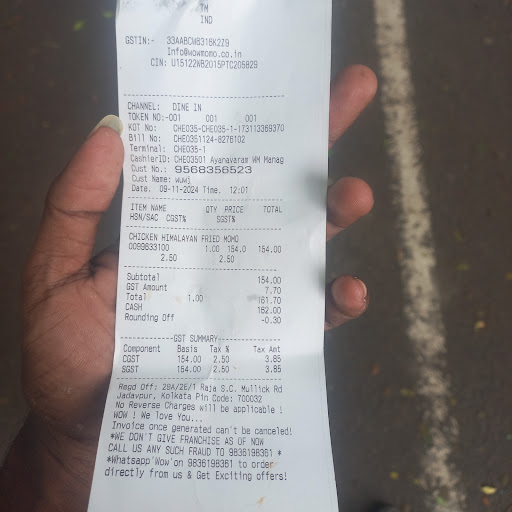 TM
IND
GSTIN:- 33AABCW8316K2Z9
Info@wowmomo.co.in
CIN: U15122WB2015PTC205829
CHANNEL: DINE IN
TOKEN NO:-001 001 001
KOT No: CHE035-CHE035-1-173113369370
Bill No: CHE0351124-8276102
Terminal: CHE035-1
CashierID: CHE03501 Ayanavaram WM Manag
Cust No.: 9568356523
Cust Name: wuwj
Date. 09-11-2024 Time. 12:01
ITEM NAME QTY PRICE TOTAL
HSN/SAC CGST% SGST%
CHICKEN HIMALAYAN FRIED MOMO
0099633100 1.00 154.0 154.00
2.50 2.50
Subtotal 154.00
GST Amount 7.70
Total 1.00 161.70
CASH 162.00
Rounding Off -0.30
GST SUMMARY
Component Basis Tax % Tax Amt
CGST 154.00 2.50 3.85
SGST 154.00 2.50 3.85
Regd Off: 29A/2E/1 Raja S.C. Mullick Rd
Jadavpur, Kolkata Pin Code: 700032
No Reverse Charges will be applicable !
WOW ! We love You...
Invoice once generated can't be canceled!
*WE DON'T GIVE FRANCHISE AS OF NOW
CALL US ANY SUCH FRAUD TO 9836198361 *
*Whatsapp'Wow'on 9836198361 to order
directly from us & Get Exciting offers!